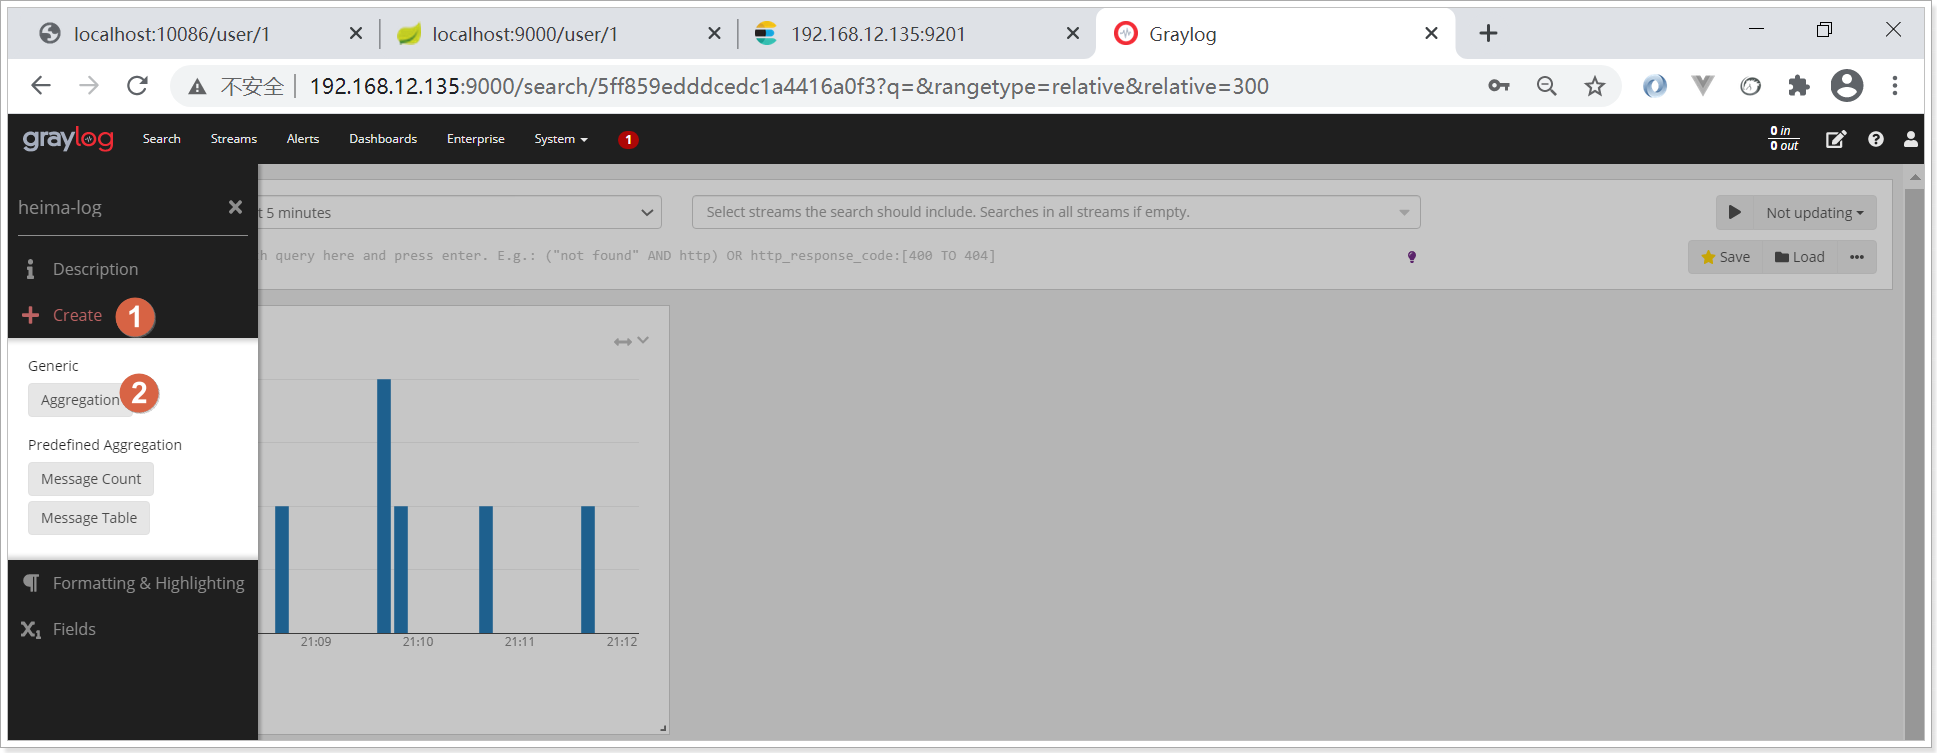 localhost:10086/user/1
localhost:9000/user/1
192.168.12.135:9201
Graylog
不安全
192.168.12.135:9000/search/5ff859edddcedc1a4416a0f3?q=&rangetype=relative&relative=300
graylog
Search
Streams
Alerts
Dashboards
Enterprise
System
1
0 in
0 out
heima-log
t 5 minutes
Select streams the search should include. Searches in all streams if empty.
Not updating
h query here and press enter. E.g.: ("not found" AND http) OR http_response_code:[400 TO 404]
Save
Load
Description
Create
1
Generic
Aggregation
2
Predefined Aggregation
Message Count
Message Table
Formatting & Highlighting
Fields
21:09
21:10
21:11
21:12